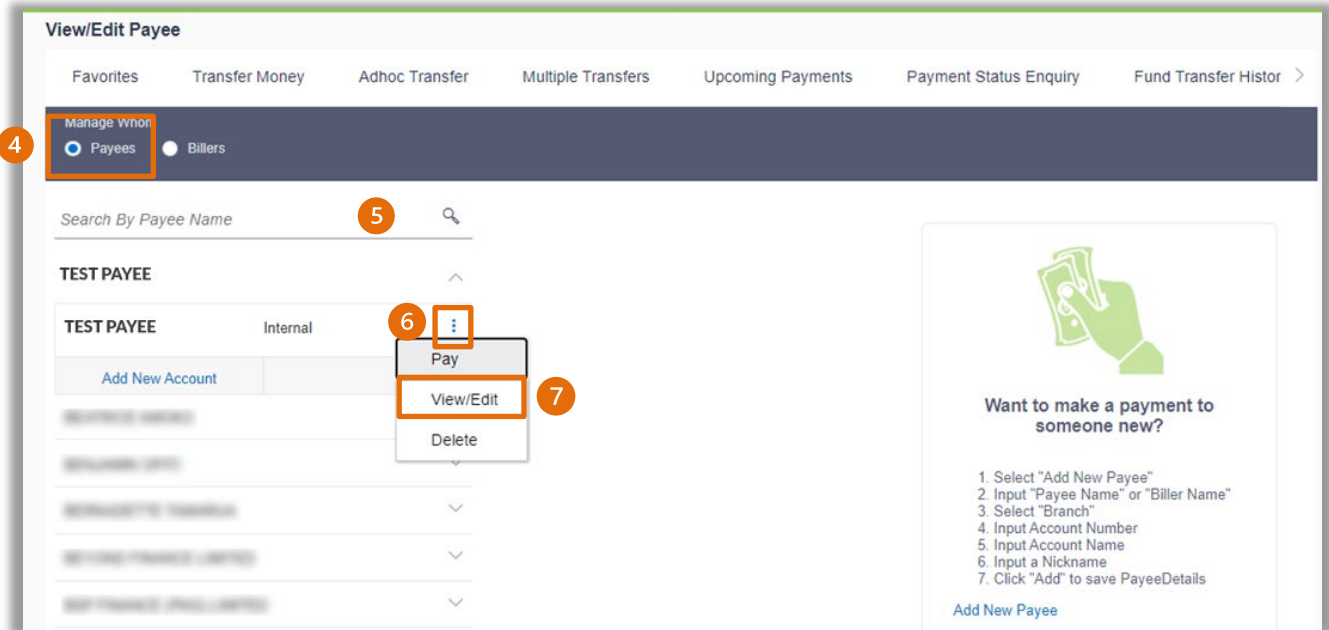 View/Edit Payee
Favorites Transfer Money Adhoc Transfer Multiple Transfers Upcoming Payments Payment Status Enquiry Fund Transfer Histor
Manage Whom
4
Payees Billers
Search By Payee Name
5
TEST PAYEE
TEST PAYEE Internal
6
Pay
Add New Account
View/Edit
7
Delete
Want to make a payment to
someone new?
1. Select "Add New Payee"
2. Input "Payee Name" or "Biller Name"
3. Select "Branch"
4. Input Account Number
5. Input Account Name
6. Input a Nickname
7. Click "Add" to save PayeeDetails
Add New Payee